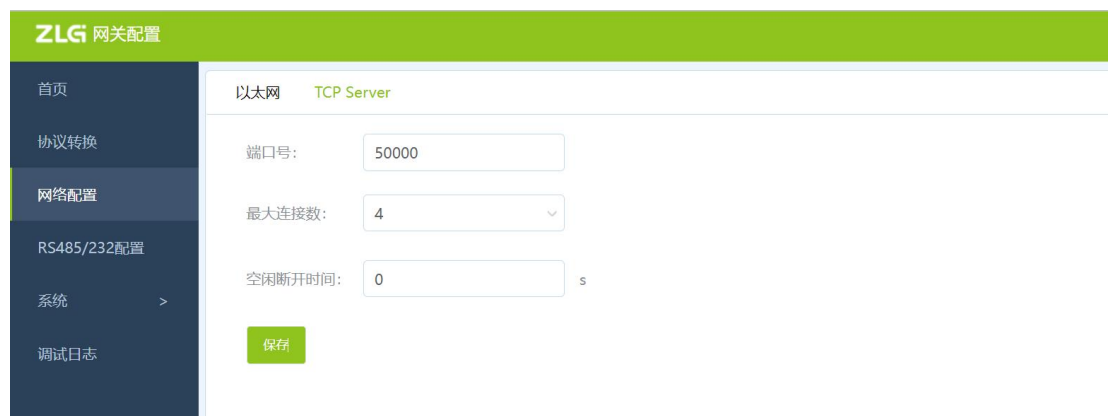 ZLG 网关配置
首页
协议转换
网络配置
RS485/232配置
系统 >
调试日志
以太网 TCP Server
端口号: 50000
最大连接数: 4
空闲断开时间: 0 s
保存